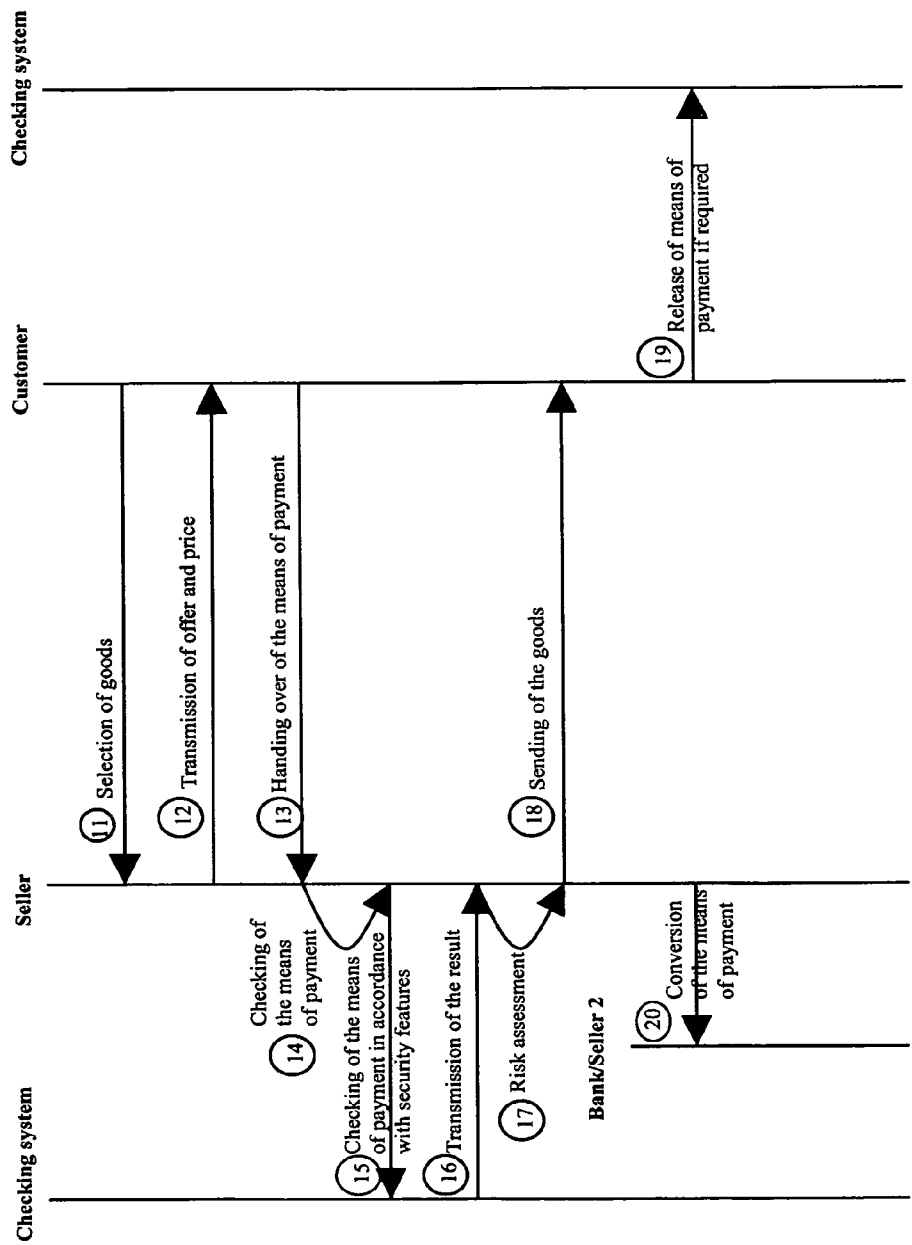 Checking system
Seller
Customer
Checking system
11 Selection of goods
12 Transmission of offer and price
13 Handing over of the means of payment
14 Checking of
the means
of payment
15 Checking of the means
of payment in accordance
with security features
16 Transmission of the result
17 Risk assessment
18 Sending of the goods
Bank/Seller 2
19 Release of means of
payment if required
20 Conversion
of the means
of payment